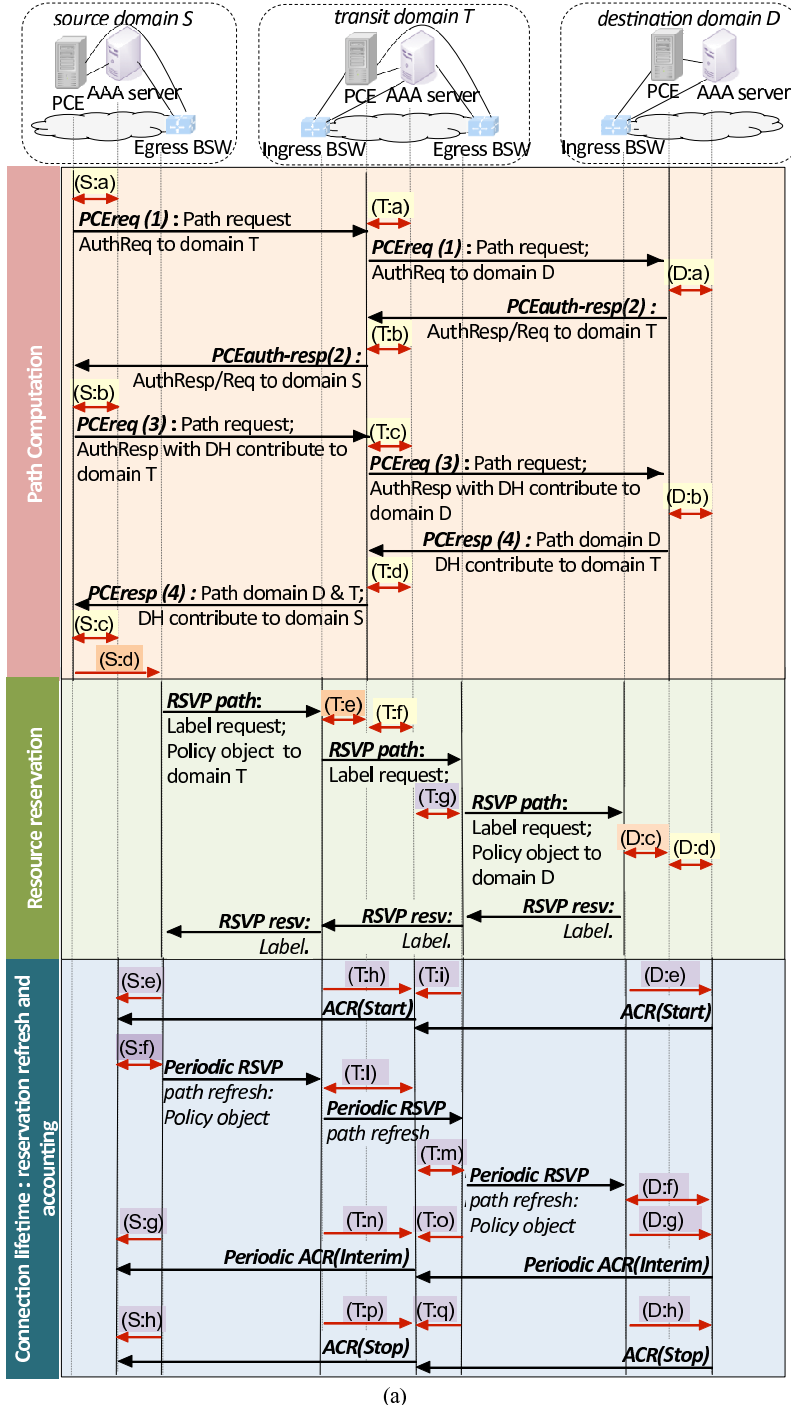 source domain S
transit domain T
destination domain D
PCE
AAA server
Egress BSW
PCE
AAA server
Ingress BSW
Egress BSW
PCE
AAA server
Ingress BSW
Path Computation
(S:a)
PCEreq (1) : Path request
AuthReq to domain T
(T:a)
PCEreq (1) : Path request;
AuthReq to domain D
(D:a)
PCEauth-resp(2) :
AuthResp/Req to domain T
(T:b)
PCEauth-resp(2) :
AuthResp/Req to domain S
(S:b)
PCEreq (3) : Path request;
AuthResp with DH contribute to
domain T
(T:c)
PCEreq (3) : Path request;
AuthResp with DH contribute to
domain D
(D:b)
PCEresp (4) : Path domain D
DH contribute to domain T
(T:d)
PCEresp (4) : Path domain D & T;
DH contribute to domain S
(S:c)
(S:d)
Resource reservation
RSVP path:
Label request;
Policy object to
domain T
(T:e)
(T:f)
RSVP path:
Label request;
(T:g)
RSVP path:
Label request;
Policy object to
domain D
(D:c)
(D:d)
RSVP resv:
Label.
RSVP resv:
Label.
RSVP resv:
Label.
Connection lifetime : reservation refresh and
accounting
(S:e)
(T:h)
(T:i)
(D:e)
ACR(Start)
ACR(Start)
(S:f)
Periodic RSVP
path refresh:
Policy object
(T:l)
Periodic RSVP
path refresh
(T:m)
Periodic RSVP
path refresh:
Policy object
(D:f)
(S:g)
(T:n)
(T:o)
(D:g)
Periodic ACR(Interim)
Periodic ACR(Interim)
(S:h)
(T:p)
(T:q)
(D:h)
ACR(Stop)
ACR(Stop)
(a)